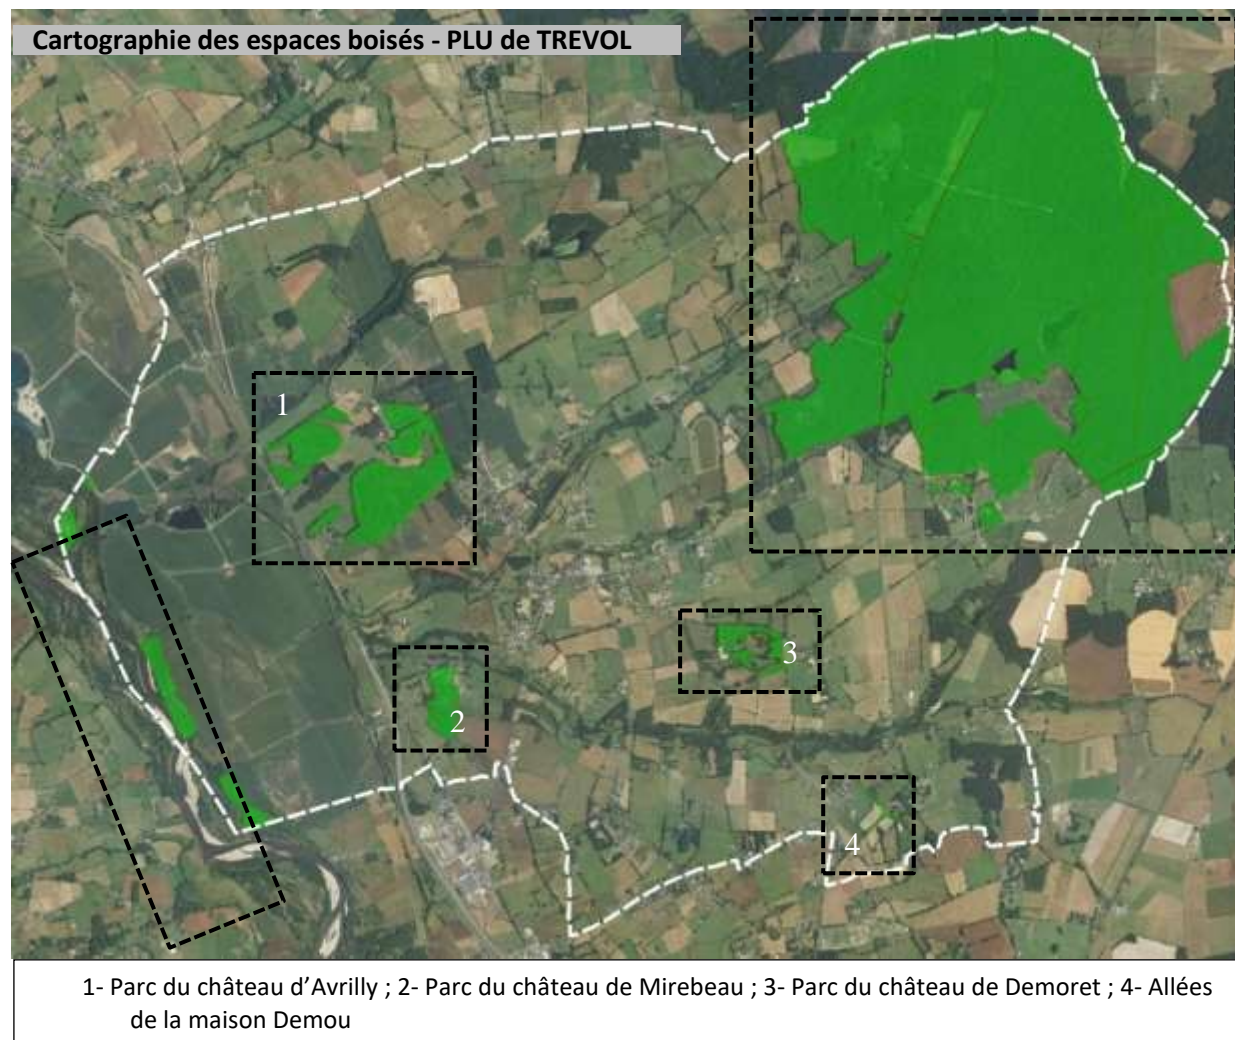 Cartographie des espaces boisés - PLU de TREVOL
1
3
2
4
1- Parc du château d'Avrilly ; 2- Parc du château de Mirebeau ; 3- Parc du château de Demoret ; 4- Allées
de la maison Demou